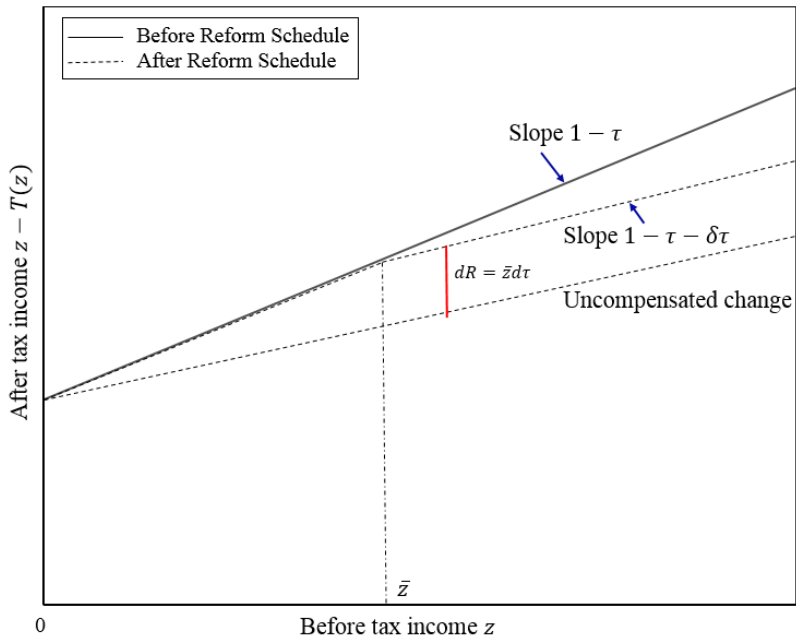 Before Reform Schedule
After Reform Schedule
Slope 1 − τ
Slope 1 − τ − δτ
dR = z̄dτ
Uncompensated change
After tax income z − T(z)
z̄
0
Before tax income z